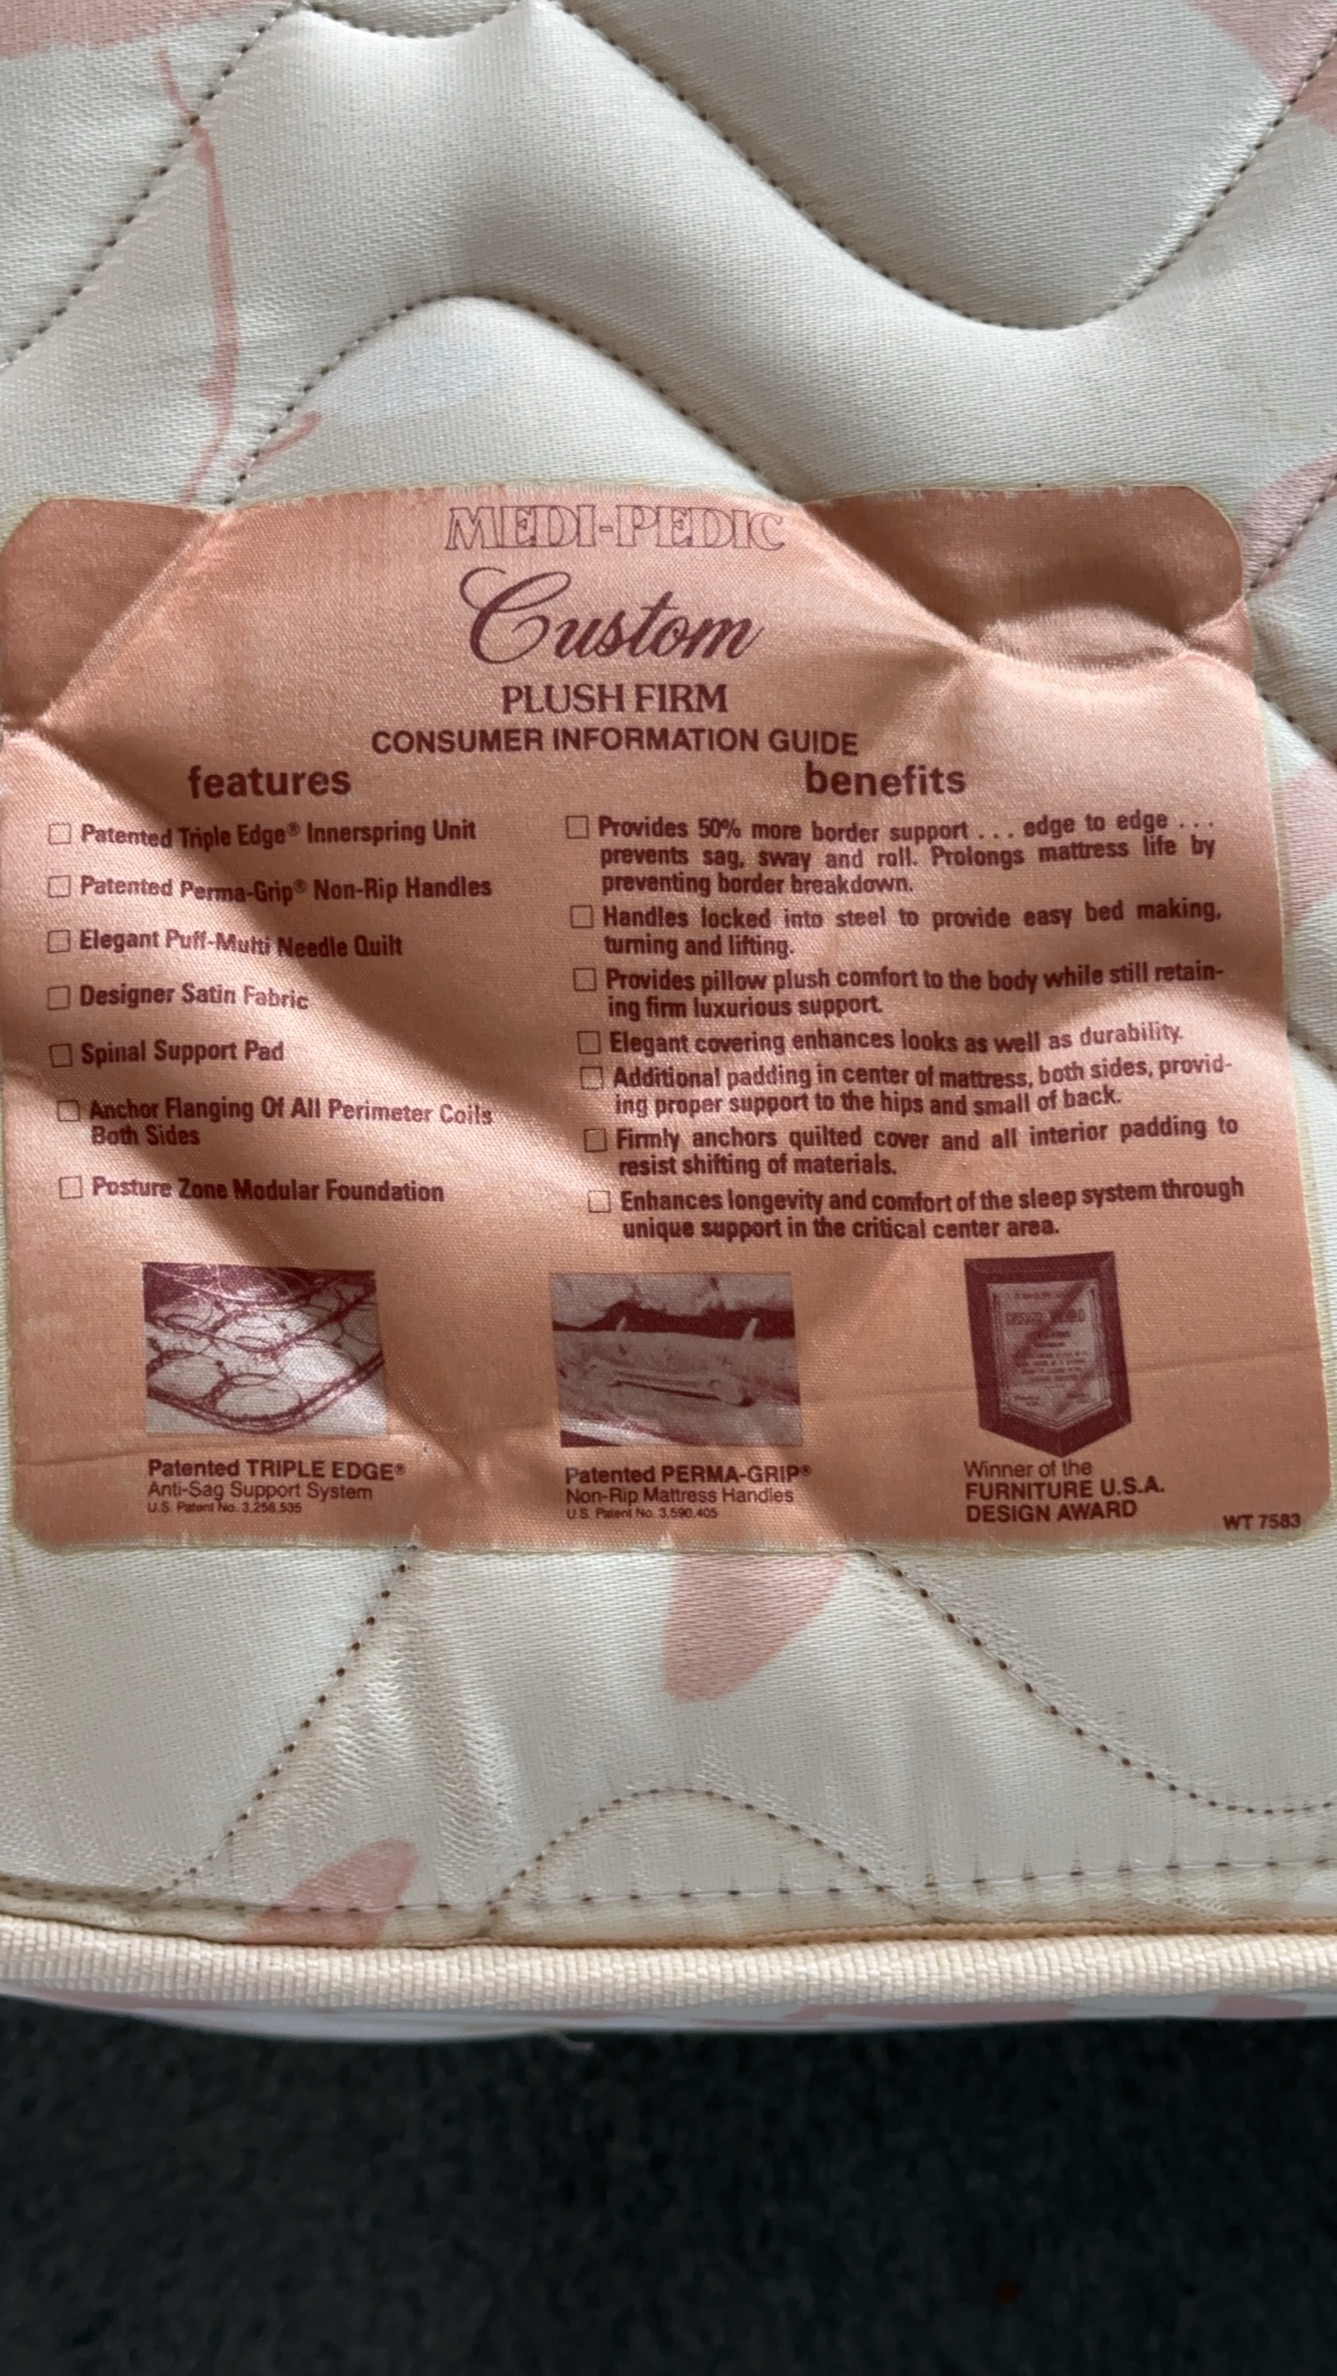 MEDI-PEDIC
Custom
PLUSH FIRM
CONSUMER INFORMATION GUIDE
features
☐ Patented Triple Edge® Innerspring Unit
☐ Patented Perma-Grip® Non-Rip Handles
☐ Elegant Puff-Multi Needle Quilt
☐ Designer Satin Fabric
☐ Spinal Support Pad
☐ Anchor Flanging Of All Perimeter Coils
Both Sides
☐ Posture Zone Modular Foundation
benefits
☐ Provides 50% more border support . . . edge to edge . . .
prevents sag, sway and roll. Prolongs mattress life by
preventing border breakdown.
☐ Handles locked into steel to provide easy bed making,
turning and lifting.
☐ Provides pillow plush comfort to the body while still retain-
ing firm luxurious support.
☐ Elegant covering enhances looks as well as durability.
☐ Additional padding in center of mattress, both sides, provid-
ing proper support to the hips and small of back.
☐ Firmly anchors quilted cover and all interior padding to
resist shifting of materials.
☐ Enhances longevity and comfort of the sleep system through
unique support in the critical center area.
Patented TRIPLE EDGE®
Anti-Sag Support System
U.S. Patent No. 3,256,535
Patented PERMA-GRIP®
Non-Rip Mattress Handles
U.S. Patent No. 3,590,405
Winner of the
FURNITURE U.S.A.
DESIGN AWARD
WT 7583